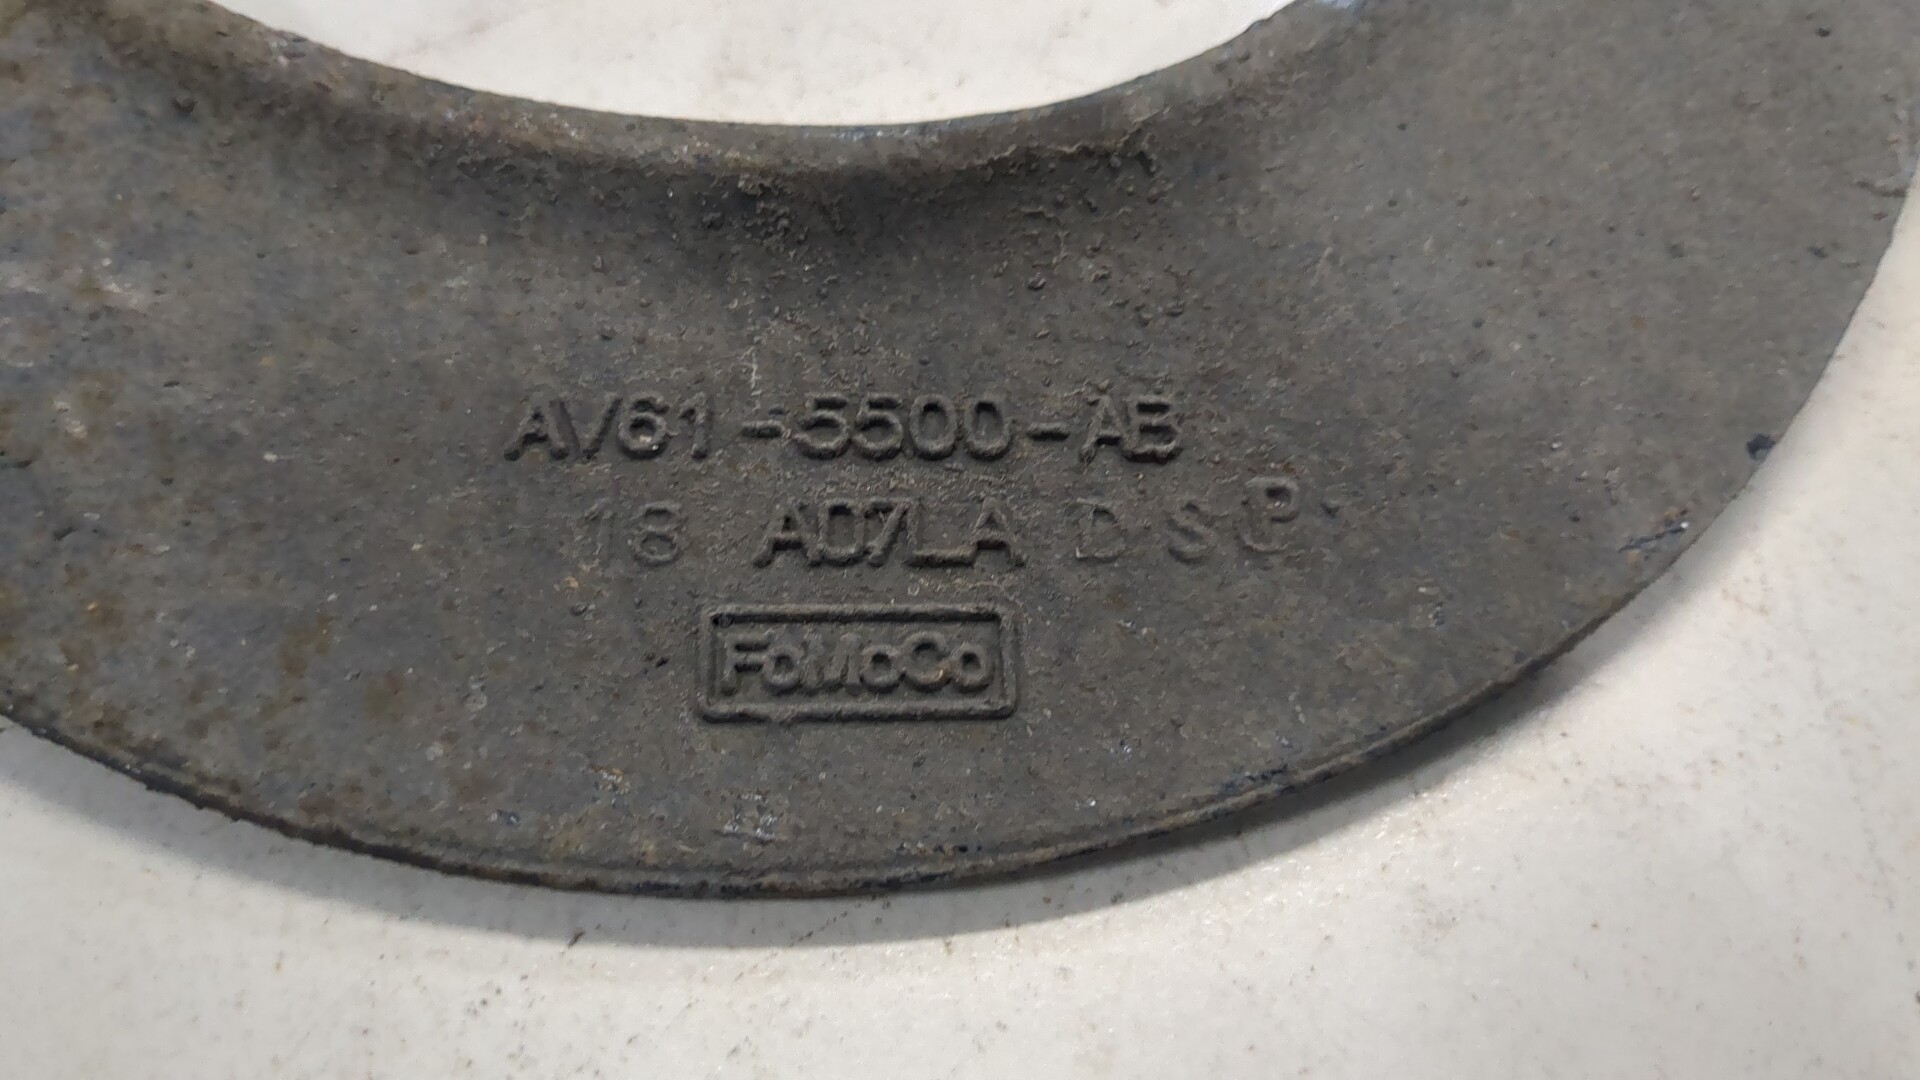 AV61-5500-AB
18 A07LA D S P
FoMoCo